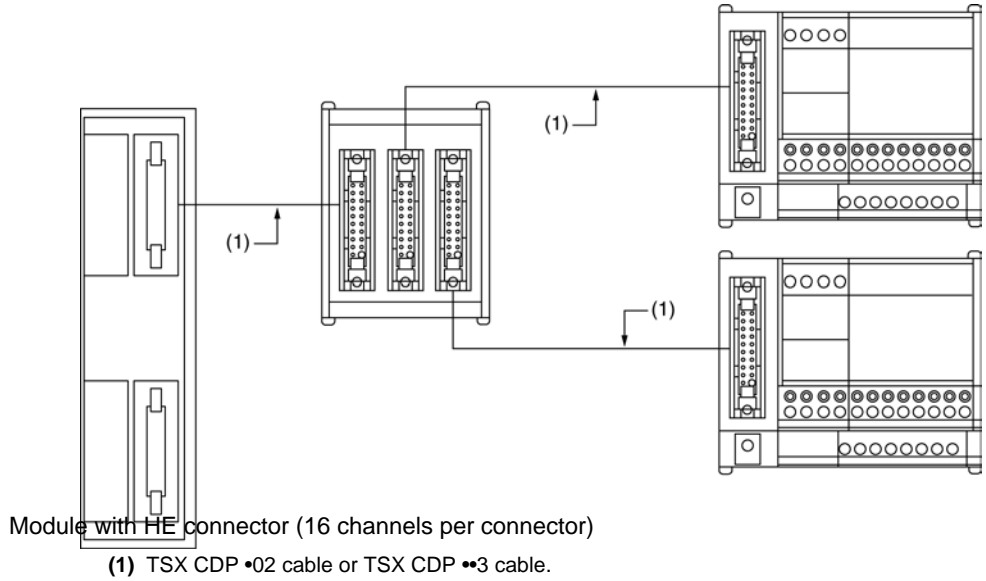 (1)
(1)
(1)
Module with HE connector (16 channels per connector)
(1) TSX CDP •02 cable or TSX CDP ••3 cable.